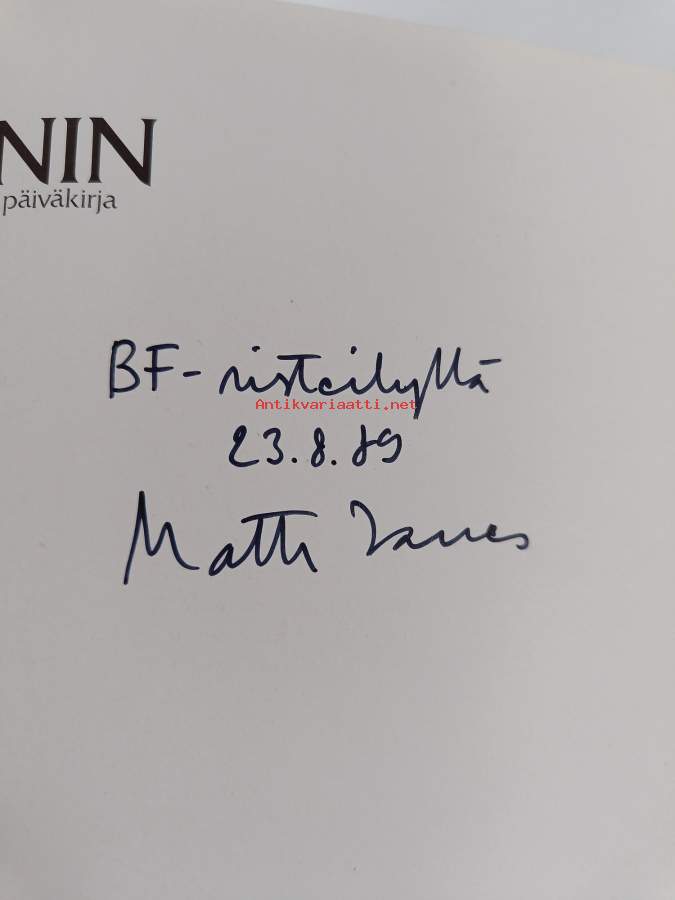 NIN
päiväkirja
BF-risteilyllä
Antikvariaatti.net
23.8.89
Matti